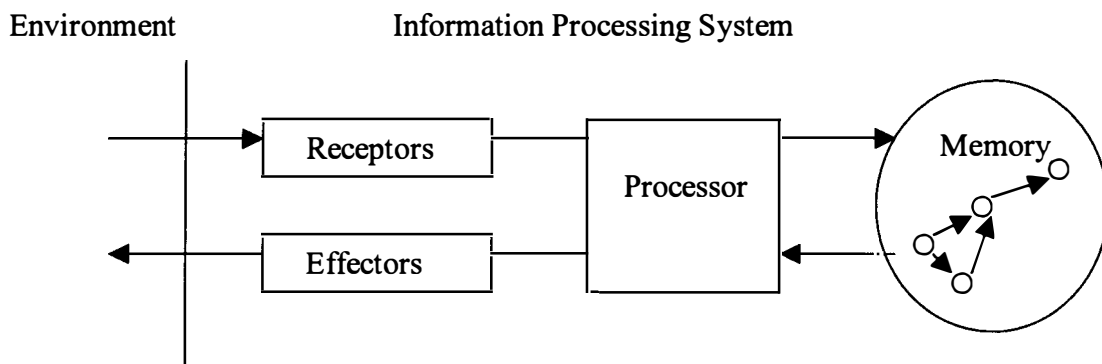 Environment
Information Processing System
Receptors
Memory
Processor
Effectors